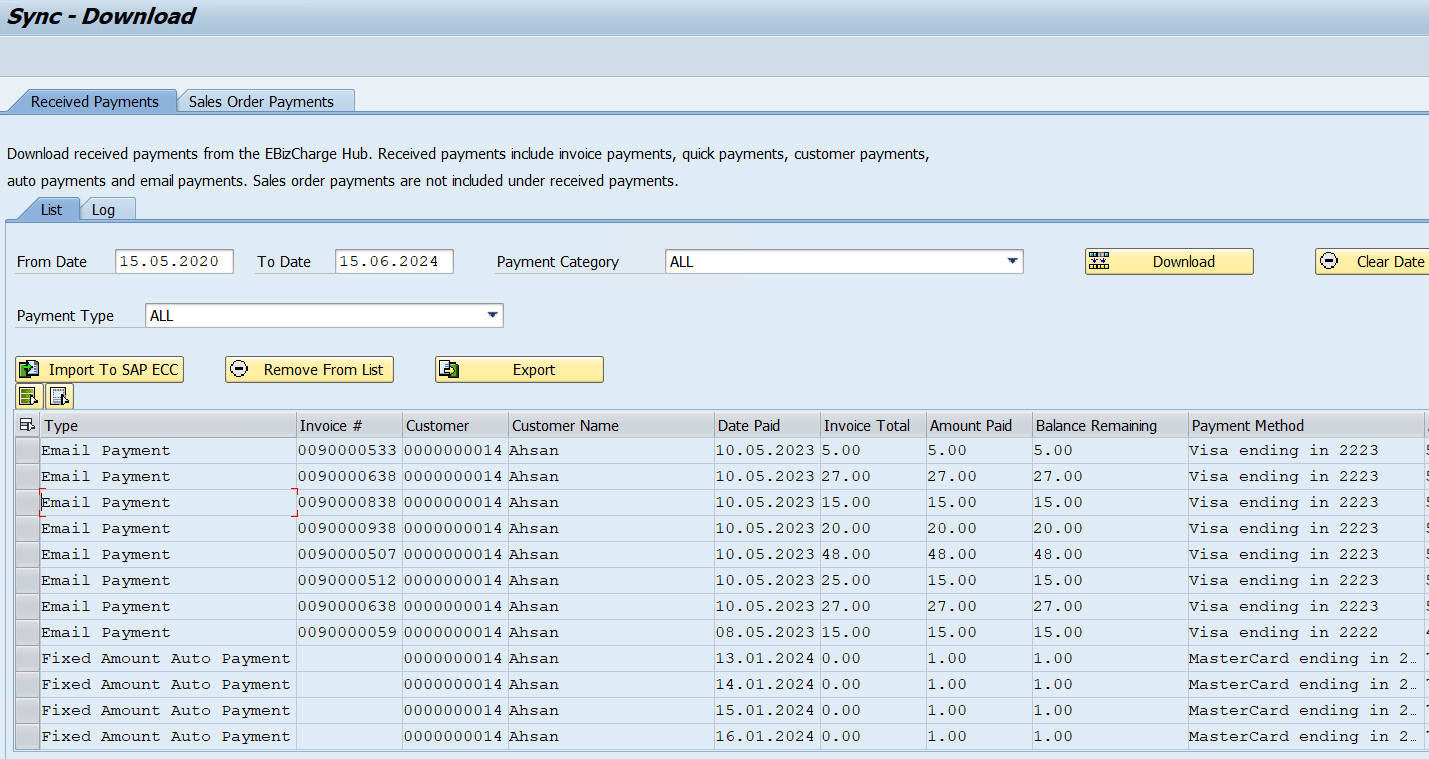 Sync - Download
Received Payments Sales Order Payments
Download received payments from the EBizCharge Hub. Received payments include invoice payments, quick payments, customer payments,
auto payments and email payments. Sales order payments are not included under received payments.
List Log
From Date 15.05.2020 To Date 15.06.2024 Payment Category ALL Download Clear Date
Payment Type ALL
Import To SAP ECC Remove From List Export
Type Invoice # Customer Customer Name Date Paid Invoice Total Amount Paid Balance Remaining Payment Method
Email Payment 0090000533 0000000014 Ahsan 10.05.2023 5.00 5.00 5.00 Visa ending in 2223
Email Payment 0090000638 0000000014 Ahsan 10.05.2023 27.00 27.00 27.00 Visa ending in 2223
Email Payment 0090000838 0000000014 Ahsan 10.05.2023 15.00 15.00 15.00 Visa ending in 2223
Email Payment 0090000938 0000000014 Ahsan 10.05.2023 20.00 20.00 20.00 Visa ending in 2223
Email Payment 0090000507 0000000014 Ahsan 10.05.2023 48.00 48.00 48.00 Visa ending in 2223
Email Payment 0090000512 0000000014 Ahsan 10.05.2023 25.00 15.00 15.00 Visa ending in 2223
Email Payment 0090000638 0000000014 Ahsan 10.05.2023 27.00 27.00 27.00 Visa ending in 2223
Email Payment 0090000059 0000000014 Ahsan 08.05.2023 15.00 15.00 15.00 Visa ending in 2222
Fixed Amount Auto Payment 0000000014 Ahsan 13.01.2024 0.00 1.00 1.00 MasterCard ending in 2…
Fixed Amount Auto Payment 0000000014 Ahsan 14.01.2024 0.00 1.00 1.00 MasterCard ending in 2…
Fixed Amount Auto Payment 0000000014 Ahsan 15.01.2024 0.00 1.00 1.00 MasterCard ending in 2…
Fixed Amount Auto Payment 0000000014 Ahsan 16.01.2024 0.00 1.00 1.00 MasterCard ending in 2…